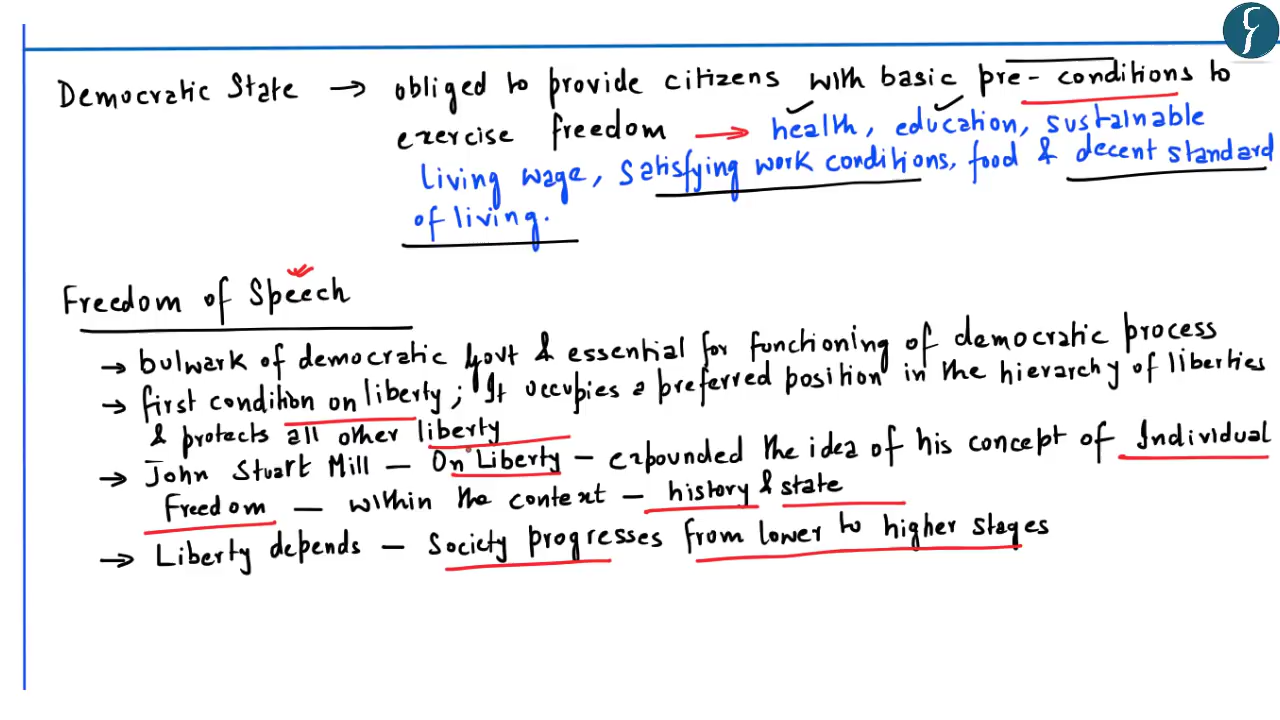 Democratic State → obliged to provide citizens with basic pre-conditions to
exercise freedom → health, education, sustainable
living wage, satisfying work conditions, food & decent standard
of living.
Freedom of Speech
→ bulwark of democratic govt & essential for functioning of democratic process
→ first condition on liberty; It occupies a preferred position in the hierarchy of liberties
& protects all other liberty
→ John Stuart Mill – On Liberty – expounded the idea of his concept of Individual
Freedom – within the context – history & state
→ Liberty depends – Society progresses from lower to higher stages